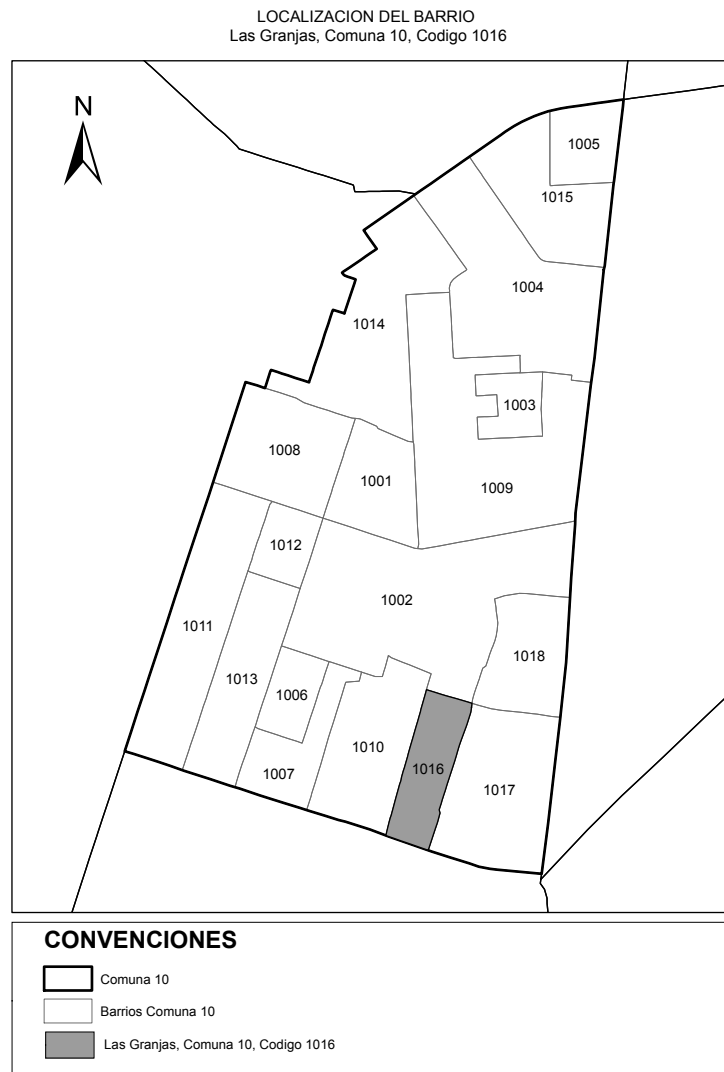 LOCALIZACION DEL BARRIO
Las Granjas, Comuna 10, Codigo 1016
N
1005
1015
1004
1014
1003
1008
1001
1009
1012
1002
1011
1018
1013
1006
1016
1010
1007
1017
CONVENCIONES
Comuna 10
Barrios Comuna 10
Las Granjas, Comuna 10, Codigo 1016